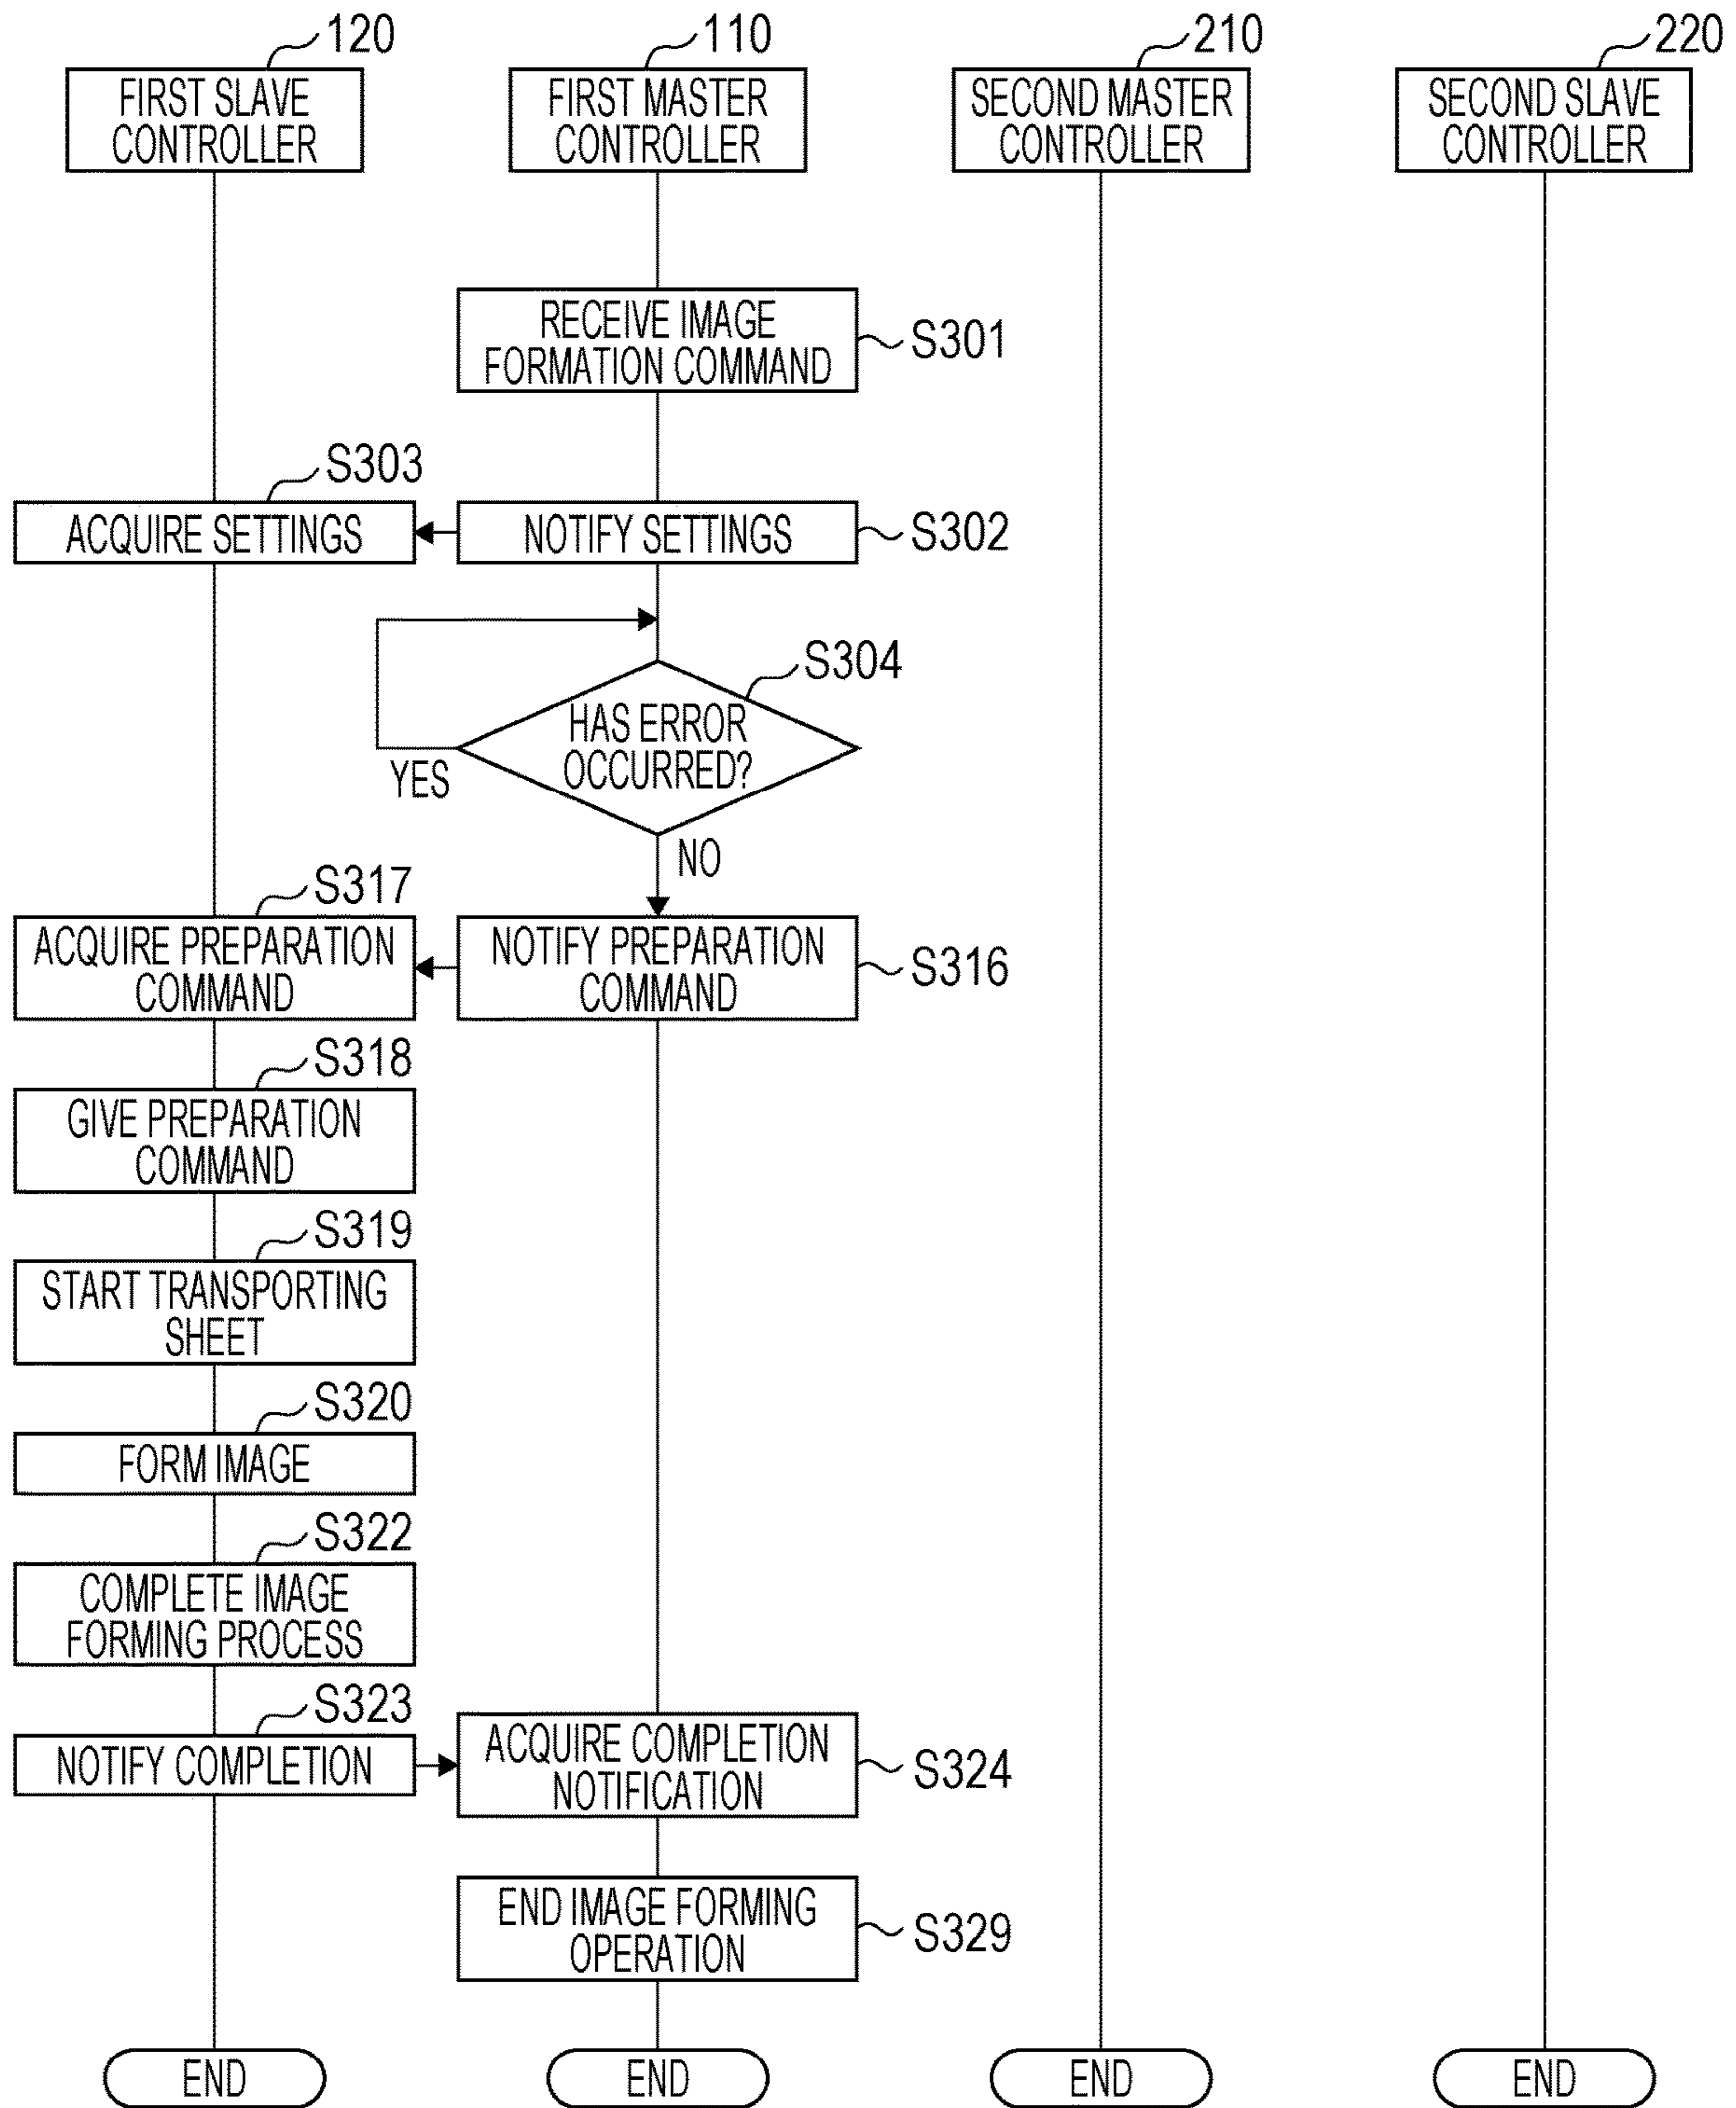 120
110
210
220
FIRST SLAVE
CONTROLLER
FIRST MASTER
CONTROLLER
SECOND MASTER
CONTROLLER
SECOND SLAVE
CONTROLLER
RECEIVE IMAGE
FORMATION COMMAND
S301
S303
ACQUIRE SETTINGS
NOTIFY SETTINGS
S302
S304
HAS ERROR
OCCURRED?
YES
NO
S317
ACQUIRE PREPARATION
COMMAND
NOTIFY PREPARATION
COMMAND
S316
S318
GIVE PREPARATION
COMMAND
S319
START TRANSPORTING
SHEET
S320
FORM IMAGE
S322
COMPLETE IMAGE
FORMING PROCESS
S323
NOTIFY COMPLETION
ACQUIRE COMPLETION
NOTIFICATION
S324
END IMAGE FORMING
OPERATION
S329
END
END
END
END